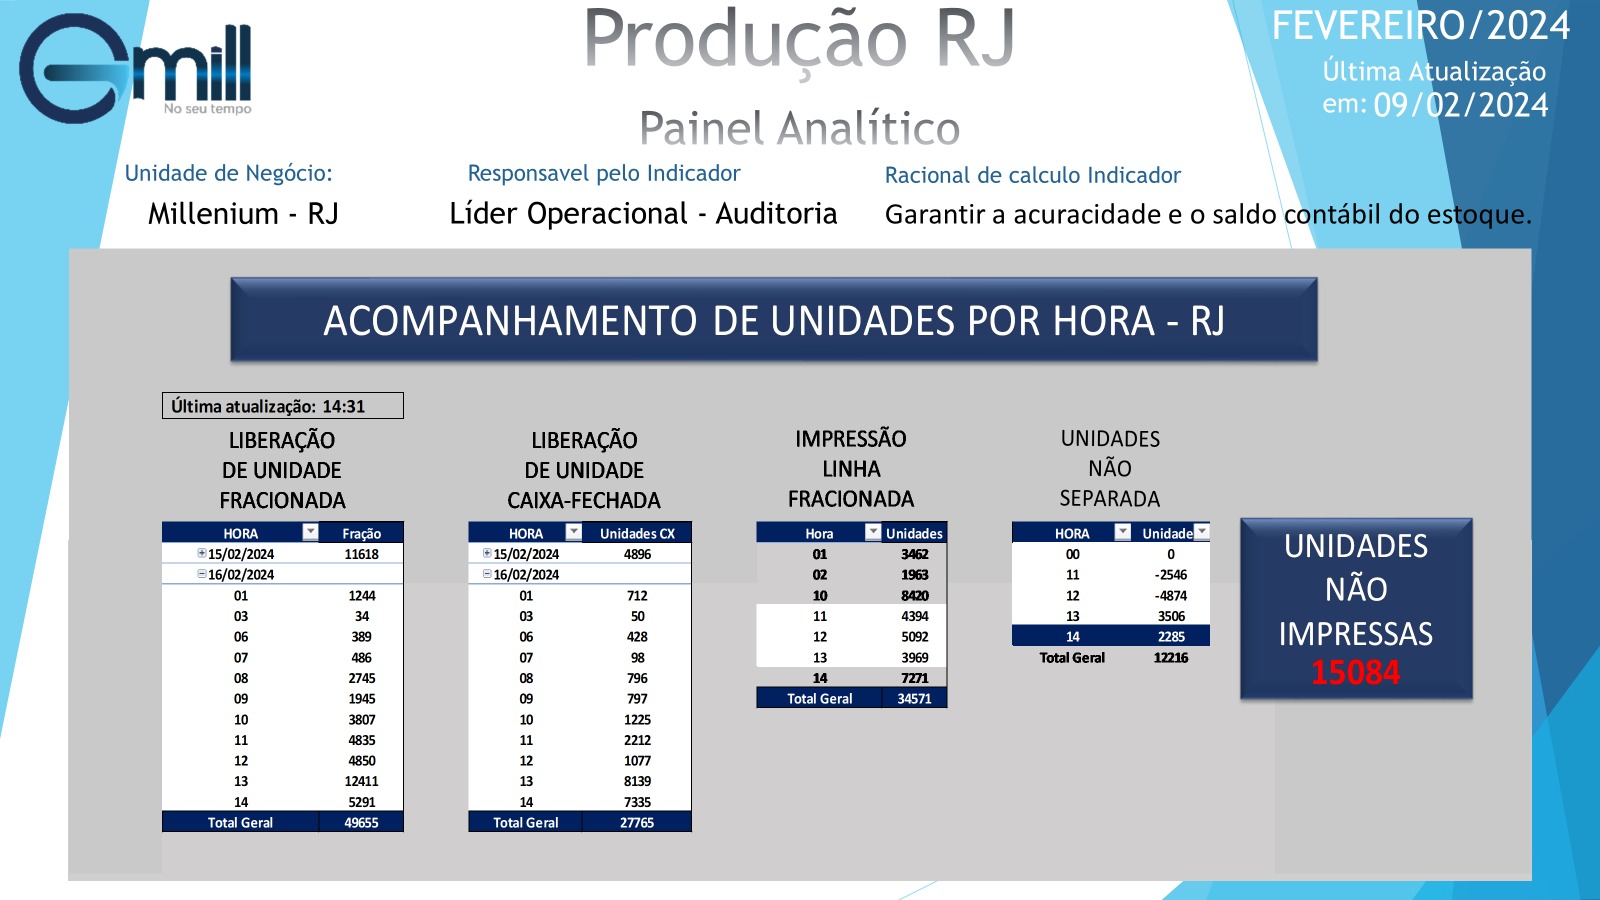 Gmill
No seu tempo
Produção RJ
Painel Analítico
FEVEREIRO/2024
Última Atualização
em: 09/02/2024
Unidade de Negócio:
Millenium - RJ
Responsavel pelo Indicador
Líder Operacional - Auditoria
Racional de calculo Indicador
Garantir a acuracidade e o saldo contábil do estoque.
ACOMPANHAMENTO DE UNIDADES POR HORA - RJ
Última atualização: 14:31
LIBERAÇÃO
DE UNIDADE
FRACIONADA
HORA Fração
15/02/2024 11618
16/02/2024
01 1244
03 34
06 389
07 486
08 2745
09 1945
10 3807
11 4835
12 4850
13 12411
14 5291
Total Geral 49655
LIBERAÇÃO
DE UNIDADE
CAIXA-FECHADA
HORA Unidades CX
15/02/2024 4896
16/02/2024
01 712
03 50
06 428
07 98
08 796
09 797
10 1225
11 2212
12 1077
13 8139
14 7335
Total Geral 27765
IMPRESSÃO
LINHA
FRACIONADA
Hora Unidades
01 3462
02 1963
10 8420
11 4394
12 5092
13 3969
14 7271
Total Geral 34571
UNIDADES
NÃO
SEPARADA
HORA Unidade
00 0
11 -2546
12 -4874
13 3506
14 2285
Total Geral 12216
UNIDADES
NÃO
IMPRESSAS
15084